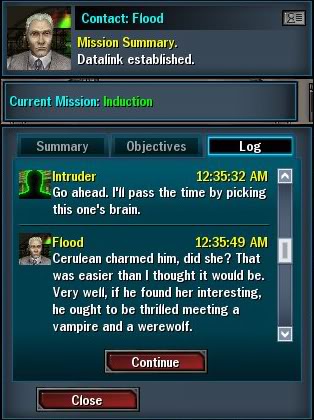 Contact: Flood
Mission Summary.
Datalink established.
Current Mission: Induction
Summary
Objectives
Log
Intruder 12:35:32 AM
Go ahead. I'll pass the time by picking
this one's brain.
Flood 12:35:49 AM
Cerulean charmed him, did she? That
was easier than I thought it would be.
Very well, if he found her interesting,
he ought to be thrilled meeting a
vampire and a werewolf.
Continue
Close